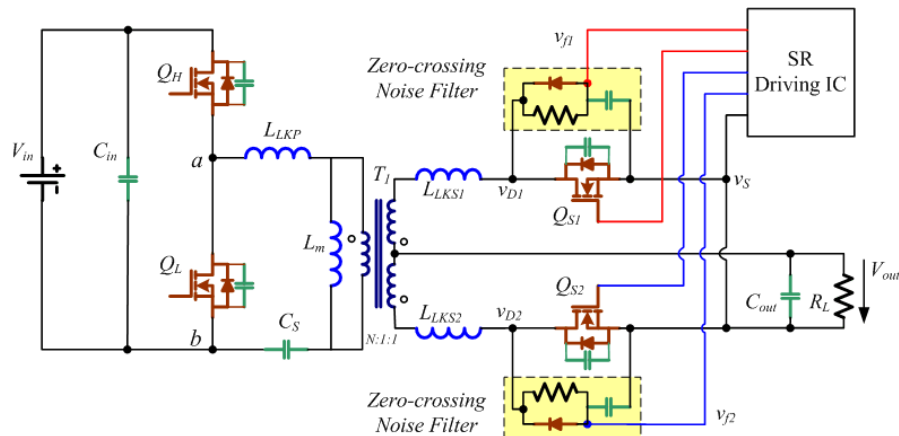 v_f1
SR
Driving IC
Zero-crossing
Noise Filter
Q_H
L_LKP
V_in
C_in
a
T_1
L_LKS1
v_D1
v_S
Q_S1
L_m
Q_L
Q_S2
V_out
C_out
R_L
L_LKS2
v_D2
C_S
b
N:1:1
Zero-crossing
Noise Filter
v_f2